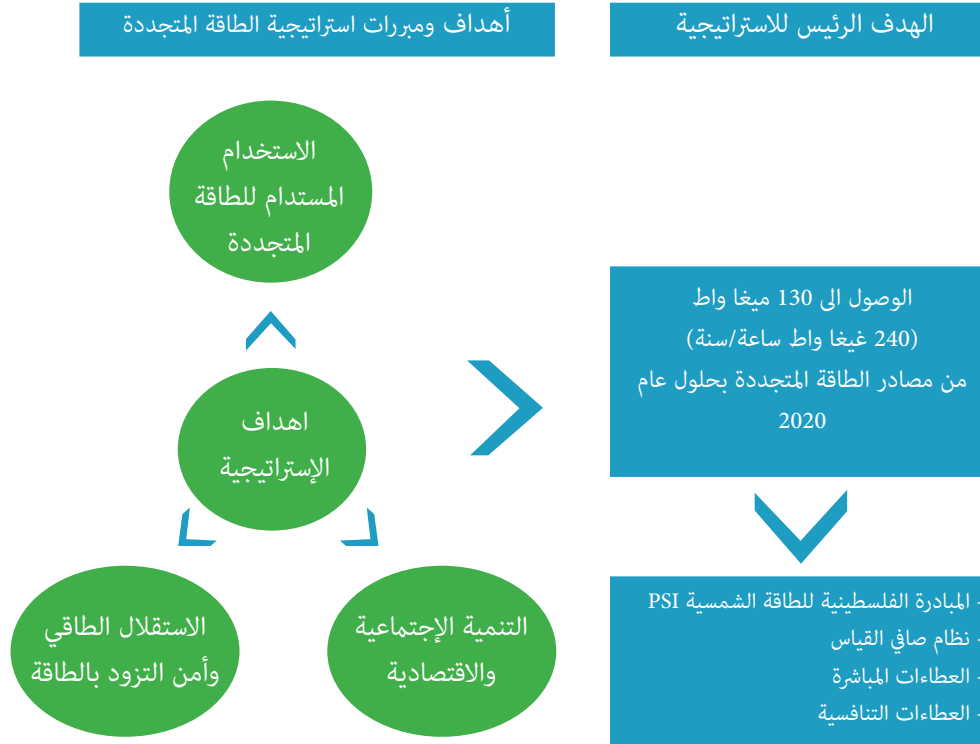 الهدف الرئيس للاستراتيجية
أهداف ومبررات استراتيجية الطاقة المتجددة
الاستخدام
المستدام للطاقة
المتجددة
اهداف
الإستراتيجية
التنمية الإجتماعية
والاقتصادية
الاستقلال الطاقي
وأمن التزود بالطاقة
الوصول الى 130 ميغا واط
(240 غيغا واط ساعة/سنة)
من مصادر الطاقة المتجددة بحلول عام
2020
- المبادرة الفلسطينية للطاقة الشمسية PSI
- نظام صافي القياس
- العطاءات المباشرة
- العطاءات التنافسية